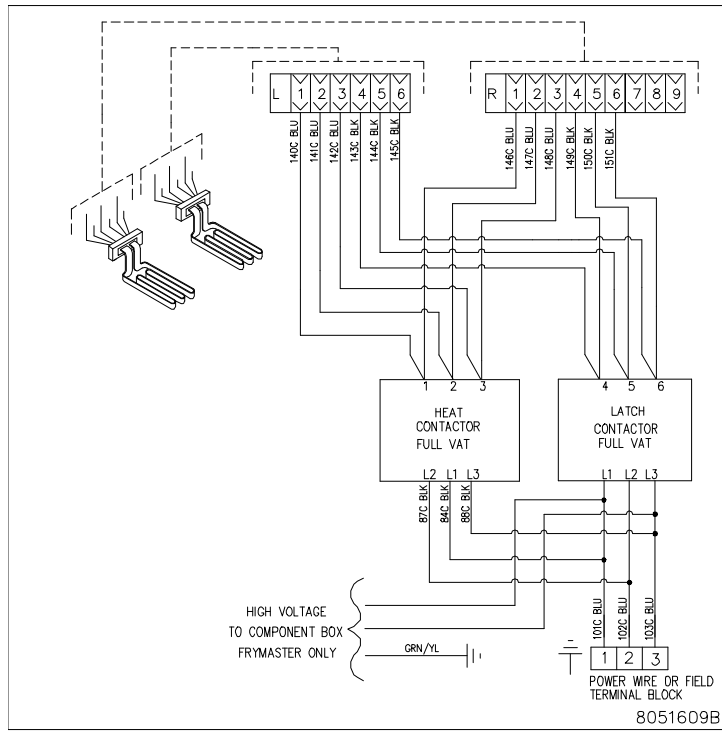 L 1 2 3 4 5 6
R 1 2 3 4 5 6 7 8 9
140C BLU
141C BLU
142C BLU
143C BLK
144C BLK
145C BLK
146C BLU
147C BLU
148C BLU
149C BLK
150C BLK
151C BLK
1 2 3
HEAT
CONTACTOR
FULL VAT
L2 L1 L3
4 5 6
LATCH
CONTACTOR
FULL VAT
L1 L2 L3
87C BLK
84C BLK
88C BLK
HIGH VOLTAGE
TO COMPONENT BOX
FRYMASTER ONLY
GRN/YL
101C BLU
102C BLU
103C BLU
1 2 3
POWER WIRE OR FIELD
TERMINAL BLOCK
8051609B